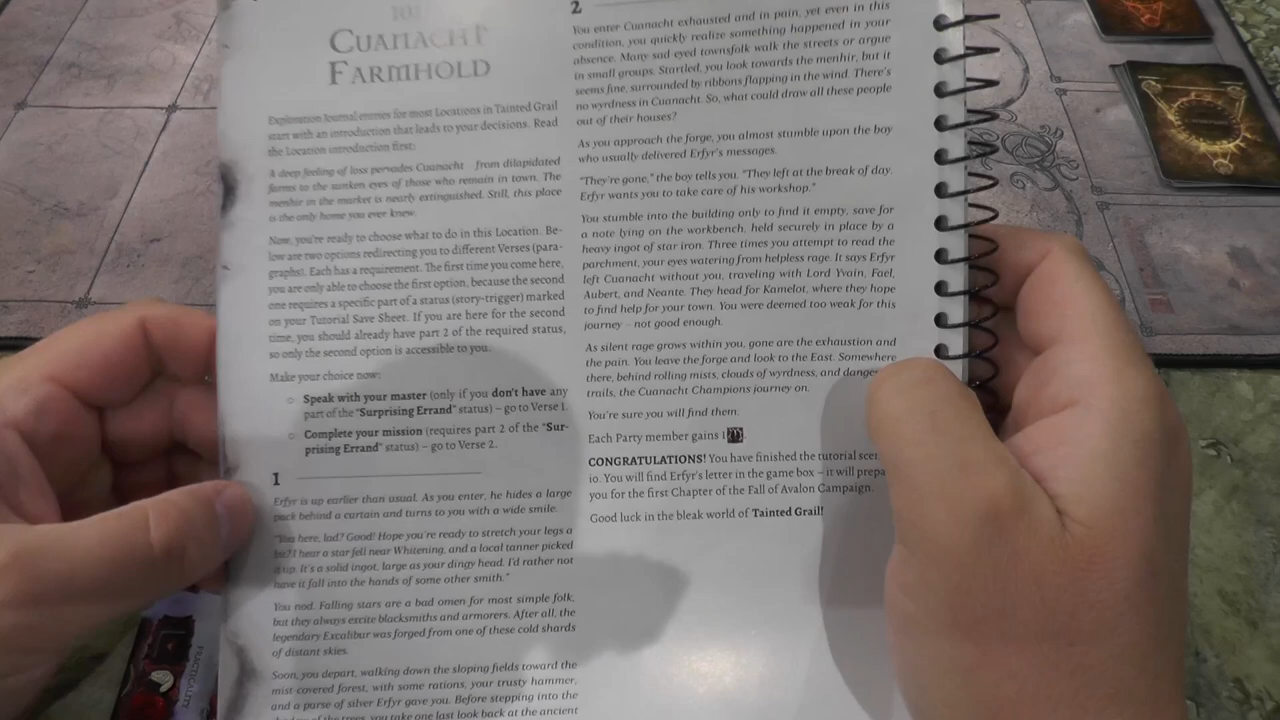 101
CUANACHT
FARMHOLD
Exploration Journal entries for most Locations in Tainted Grail
start with an introduction that leads to your decisions. Read
the Location introduction first:
A deep feeling of loss pervades Cuanacht – from dilapidated
farms to the sunken eyes of those who remain in town. The
menhir in the market is nearly extinguished. Still, this place
is the only home you ever knew.
Now, you're ready to choose what to do in this Location. Be-
low are two options redirecting you to different Verses (para-
graphs). Each has a requirement. The first time you come here,
you are only able to choose the first option, because the second
one requires a specific part of a status (story-trigger) marked
on your Tutorial Save Sheet. If you are here for the second
time, you should already have part 2 of the required status,
so only the second option is accessible to you.
Make your choice now:
○ Speak with your master (only if you don't have any
part of the "Surprising Errand" status) – go to Verse 1.
○ Complete your mission (requires part 2 of the "Sur-
prising Errand" status) – go to Verse 2.
1
Erfyr is up earlier than usual. As you enter, he hides a large
pack behind a curtain and turns to you with a wide smile.
"You here, lad? Good! Hope you're ready to stretch your legs a
bit? I hear a star fell near Whitening, and a local tanner picked
it up. It's a solid ingot, large as your dingy head. I'd rather not
have it fall into the hands of some other smith."
You nod. Falling stars are a bad omen for most simple folk,
but they always excite blacksmiths and armorers. After all, the
legendary Excalibur was forged from one of these cold shards
of distant skies.
Soon, you depart, walking down the sloping fields toward the
mist covered forest, with some rations, your trusty hammer,
and a purse of silver Erfyr gave you. Before stepping into the
of the trees, you take one last look back at the ancient
2
You enter Cuanacht exhausted and in pain, yet even in this
condition, you quickly realize something happened in your
absence. Many sad eyed townsfolk walk the streets or argue
in small groups. Startled, you look towards the menhir, but it
seems fine, surrounded by ribbons flapping in the wind. There's
no wyrdness in Cuanacht. So, what could draw all these people
out of their houses?
As you approach the forge, you almost stumble upon the boy
who usually delivered Erfyr's messages.
"They're gone," the boy tells you. "They left at the break of day.
Erfyr wants you to take care of his workshop."
You stumble into the building only to find it empty, save for
a note lying on the workbench, held securely in place by a
heavy ingot of star iron. Three times you attempt to read the
parchment, your eyes watering from helpless rage. It says Erfyr
left Cuanacht without you, traveling with Lord Yvain, Fael,
Aubert, and Neante. They head for Kamelot, where they hope
to find help for your town. You were deemed too weak for this
journey – not good enough.
As silent rage grows within you, gone are the exhaustion and
the pain. You leave the forge and look to the East. Somewhere
there, behind rolling mists, clouds of wyrdness, and danger
trails, the Cuanacht Champions journey on.
You're sure you will find them.
Each Party member gains 1 .
CONGRATULATIONS! You have finished the tutorial scen
io. You will find Erfyr's letter in the game box – it will prepa
you for the first Chapter of the Fall of Avalon Campaign.
Good luck in the bleak world of Tainted Grail!
PRACTICALITY